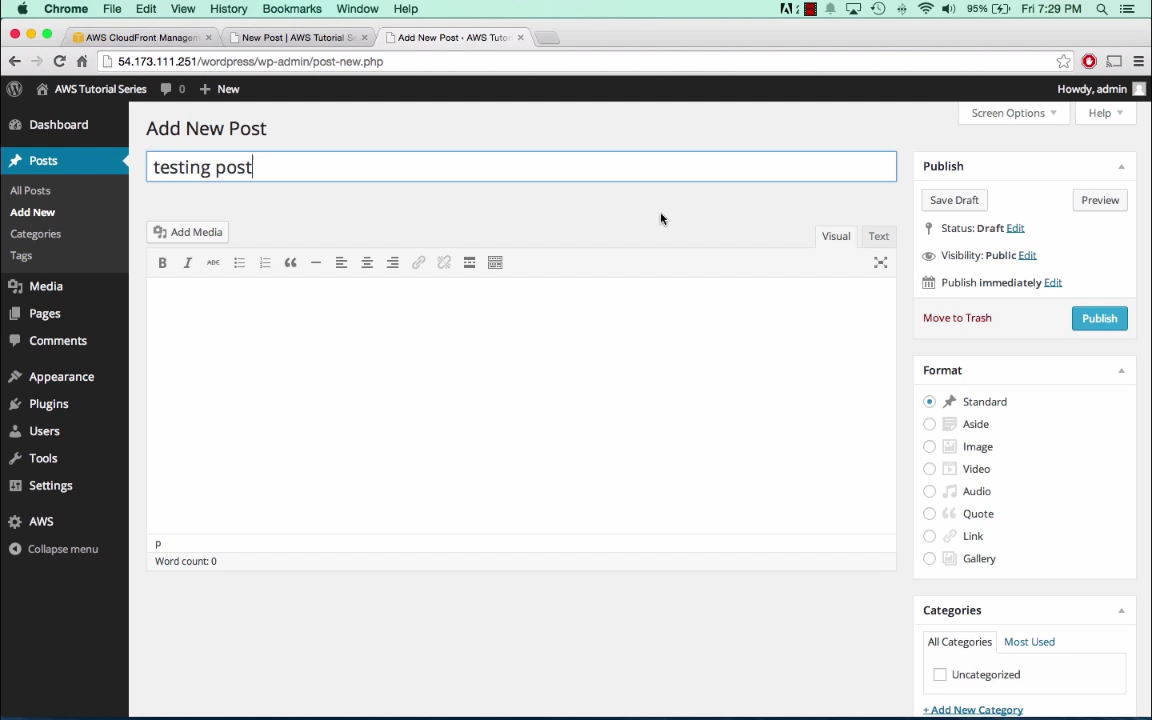 Chrome File Edit View History Bookmarks Window Help 95% Fri 7:29 PM
AWS CloudFront Managem × New Post | AWS Tutorial Se × Add New Post ‹ AWS Tutor ×
54.173.111.251/wordpress/wp-admin/post-new.php
AWS Tutorial Series 0 + New Howdy, admin
Screen Options Help
Dashboard
Posts
All Posts
Add New
Categories
Tags
Media
Pages
Comments
Appearance
Plugins
Users
Tools
Settings
AWS
Collapse menu
Add New Post
testing post
Add Media
Visual Text
B I ABC
p
Word count: 0
Publish
Save Draft Preview
Status: Draft Edit
Visibility: Public Edit
Publish immediately Edit
Move to Trash Publish
Format
Standard
Aside
Image
Video
Audio
Quote
Link
Gallery
Categories
All Categories Most Used
Uncategorized
+ Add New Category